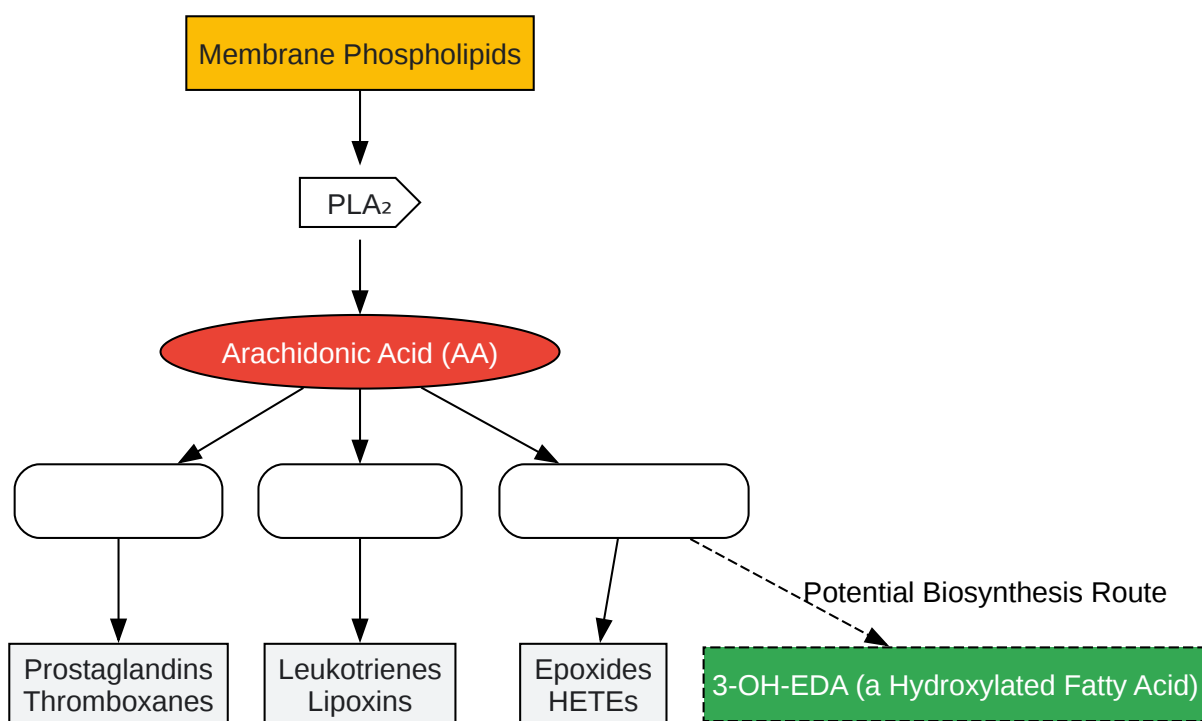 Membrane Phospholipids
PLA₂
Arachidonic Acid (AA)
Potential Biosynthesis Route
Prostaglandins
Thromboxanes
Leukotrienes
Lipoxins
Epoxides
HETEs
3-OH-EDA (a Hydroxylated Fatty Acid)